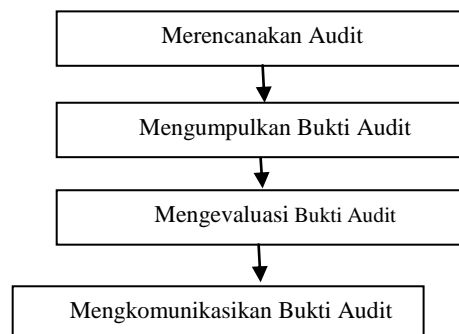 Merencanakan Audit
Mengumpulkan Bukti Audit
Mengevaluasi Bukti Audit
Mengkomunikasikan Bukti Audit